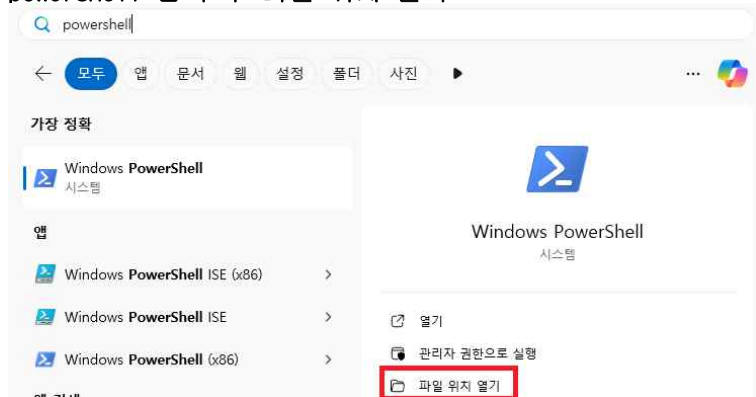 powershell
모두 앱 문서 웹 설정 폴더 사진 ▶ ...
가장 정확
Windows PowerShell
시스템
앱
Windows PowerShell ISE (x86)
Windows PowerShell ISE
Windows PowerShell (x86)
Windows PowerShell
시스템
열기
관리자 권한으로 실행
파일 위치 열기